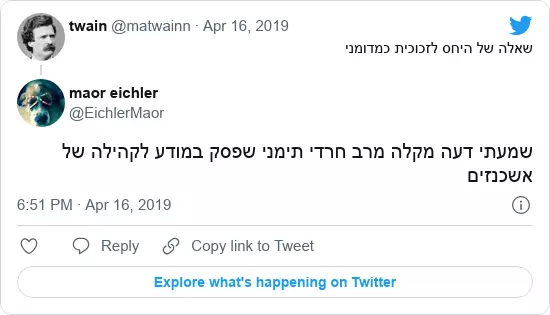 twain @matwainn · Apr 16, 2019
שאלה של היחס לזכוכית כמדומני
maor eichler
@EichlerMaor
שמעתי דעה מקלה מרב חרדי תימני שפסק במודע לקהילה של
אשכנזים
6:51 PM · Apr 16, 2019
Reply
Copy link to Tweet
Explore what's happening on Twitter